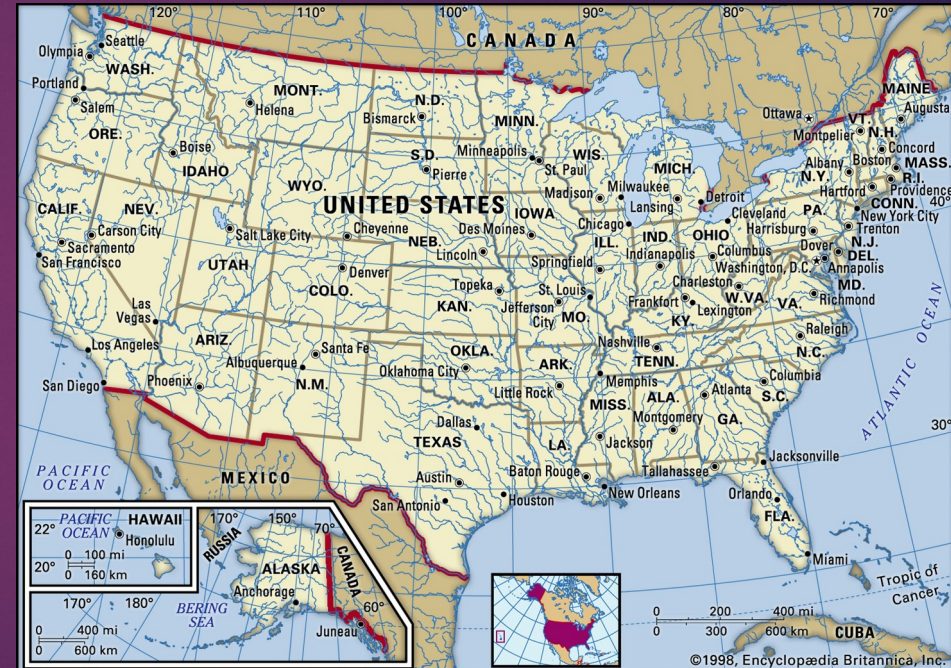 120°
110°
100°
90°
80°
70°
CANADA
Seattle
Olympia
WASH.
Portland
Salem
ORE.
MONT.
Helena
N.D.
Bismarck
MINN.
Ottawa
MAINE
Augusta
VT.
Montpelier
N.H.
Concord
Boise
IDAHO
S.D.
Pierre
Minneapolis
St. Paul
WIS.
MICH.
Albany
N.Y.
Boston
MASS.
R.I.
Providence
Hartford
CONN.
40°
WYO.
Madison
Milwaukee
Lansing
Detroit
UNITED STATES
IOWA
Chicago
Cleveland
PA.
Harrisburg
New York City
Trenton
CALIF.
NEV.
Carson City
Sacramento
San Francisco
Salt Lake City
Cheyenne
NEB.
Des Moines
Lincoln
ILL.
IND.
OHIO
Indianapolis
Columbus
Dover
N.J.
DEL.
Springfield
Washington, D.C.
Annapolis
MD.
UTAH
Denver
COLO.
Topeka
KAN.
Jefferson
City
St. Louis
MO.
Charleston
W.VA.
VA.
Richmond
Frankfort
Lexington
KY.
Las
Vegas
Los Angeles
ARIZ.
Albuquerque
Santa Fe
OKLA.
Oklahoma City
ARK.
Little Rock
Nashville
TENN.
Memphis
Raleigh
N.C.
San Diego
Phoenix
N.M.
MISS.
ALA.
Montgomery
Atlanta
GA.
Columbia
S.C.
ATLANTIC OCEAN
30°
Dallas
TEXAS
LA.
Jackson
Baton Rouge
Tallahassee
Jacksonville
PACIFIC
OCEAN
MEXICO
Austin
San Antonio
Houston
New Orleans
Orlando
FLA.
Miami
Tropic of
Cancer
22°
PACIFIC
OCEAN
HAWAII
Honolulu
20°
0 100 mi
0 160 km
170°
150°
70°
RUSSIA
CANADA
ALASKA
Anchorage
60°
Juneau
170°
180°
BERING
SEA
0 400 mi
0 600 km
0 200 400 mi
0 300 600 km
CUBA
©1998, Encyclopædia Britannica, Inc.